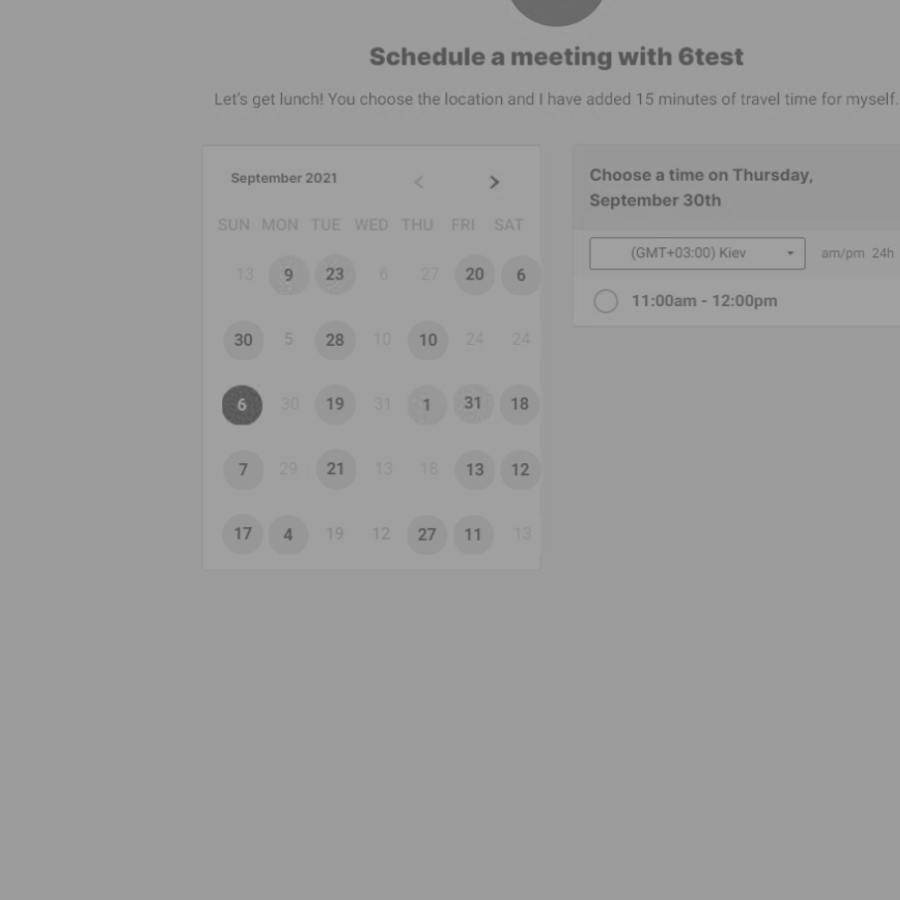 Schedule a meeting with 6test
Let's get lunch! You choose the location and I have added 15 minutes of travel time for myself.
September 2021
SUN MON TUE WED THU FRI SAT
13 9 23 6 27 20 6
30 5 28 10 10 24 24
6 30 19 31 1 31 18
7 29 21 13 18 13 12
17 4 19 12 27 11 13
Choose a time on Thursday,
September 30th
(GMT+03:00) Kiev am/pm 24h
11:00am - 12:00pm